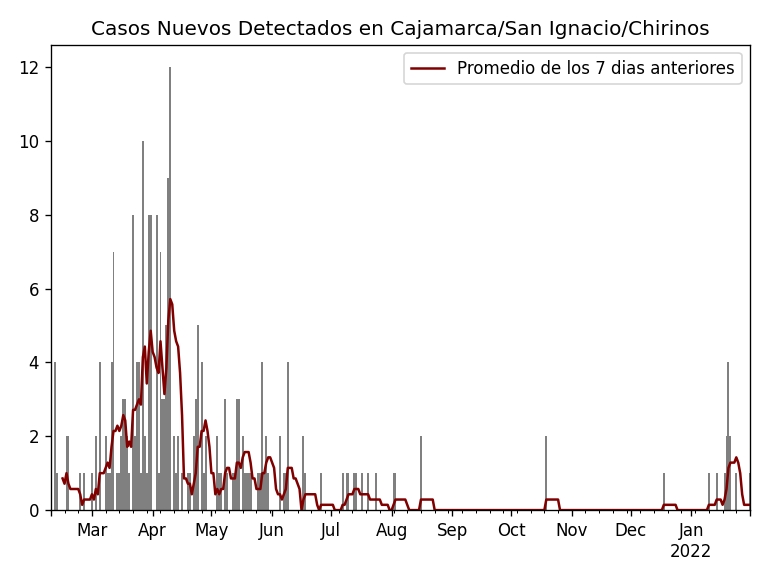 Casos Nuevos Detectados en Cajamarca/San Ignacio/Chirinos
Promedio de los 7 dias anteriores
12
10
8
6
4
2
0
Mar Apr May Jun Jul Aug Sep Oct Nov Dec Jan
2022